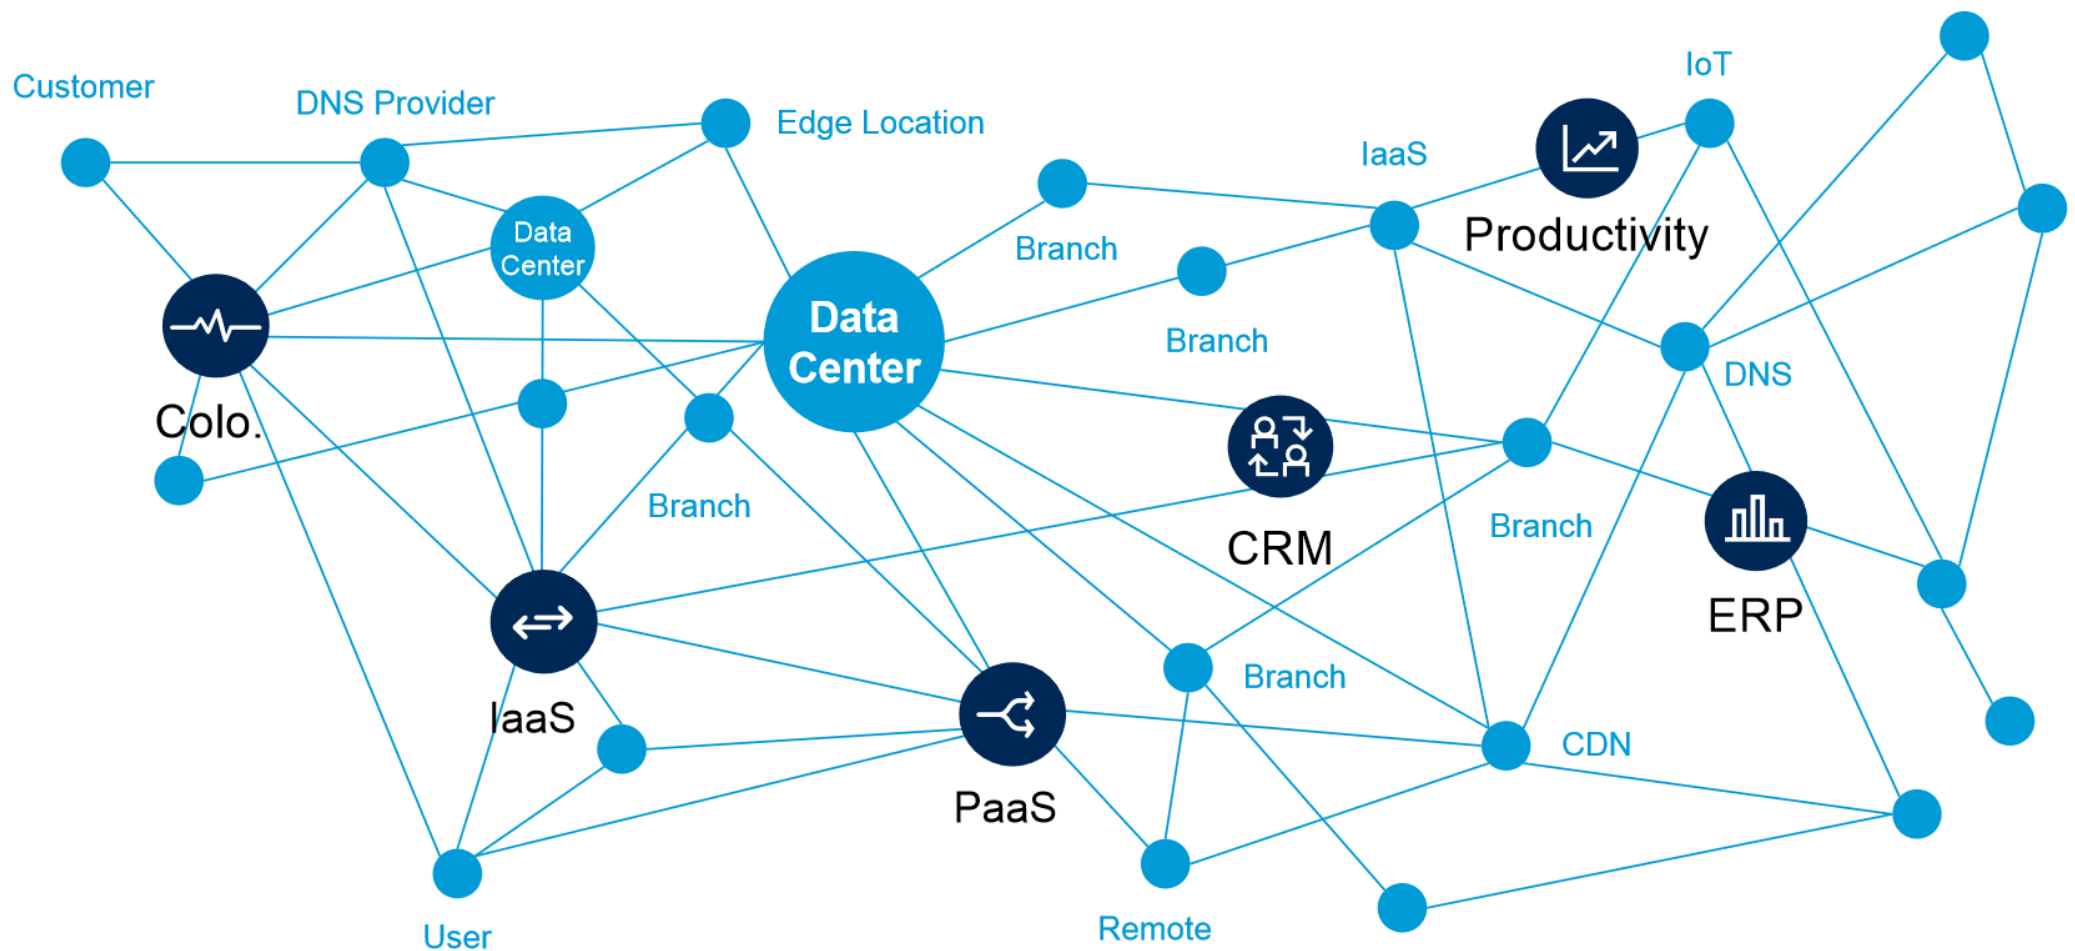 Customer
DNS Provider
Edge Location
IoT
IaaS
Data
Center
Branch
Productivity
Data
Center
Branch
DNS
Colo.
Branch
Branch
CRM
ERP
Branch
IaaS
CDN
PaaS
Remote
User